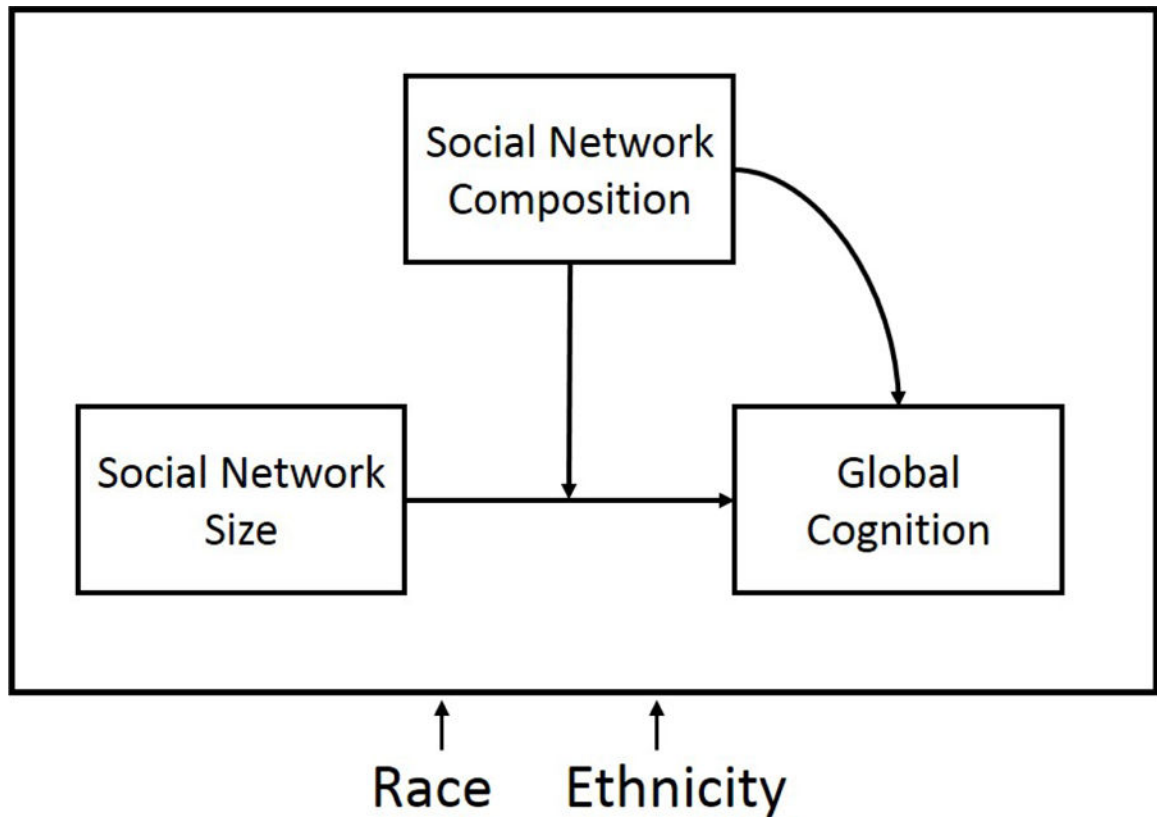 Social Network
Composition
Social Network
Size
Global
Cognition
Race
Ethnicity